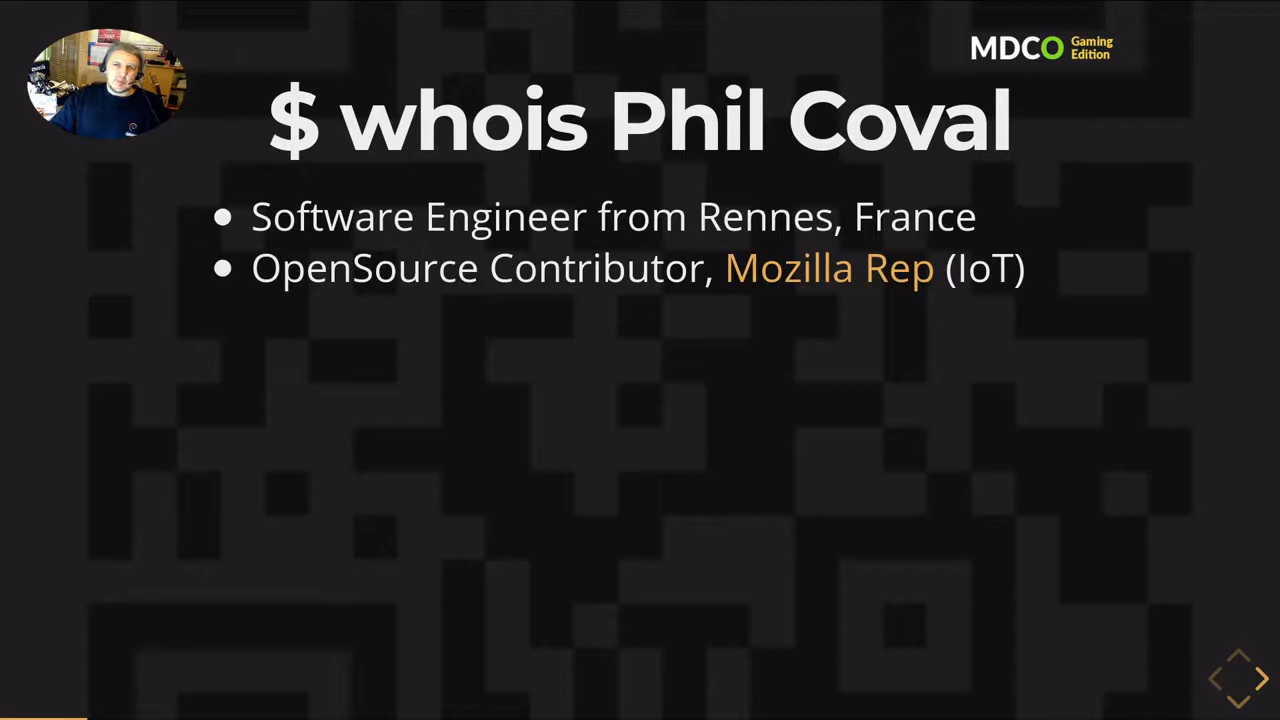 MDCO Gaming
Edition
$ whois Phil Coval
Software Engineer from Rennes, France
OpenSource Contributor, Mozilla Rep (IoT)